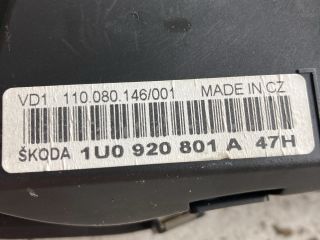 VD1 110.080.146/001 MADE IN CZ
ŠKODA 1U0 920 801 A 47H